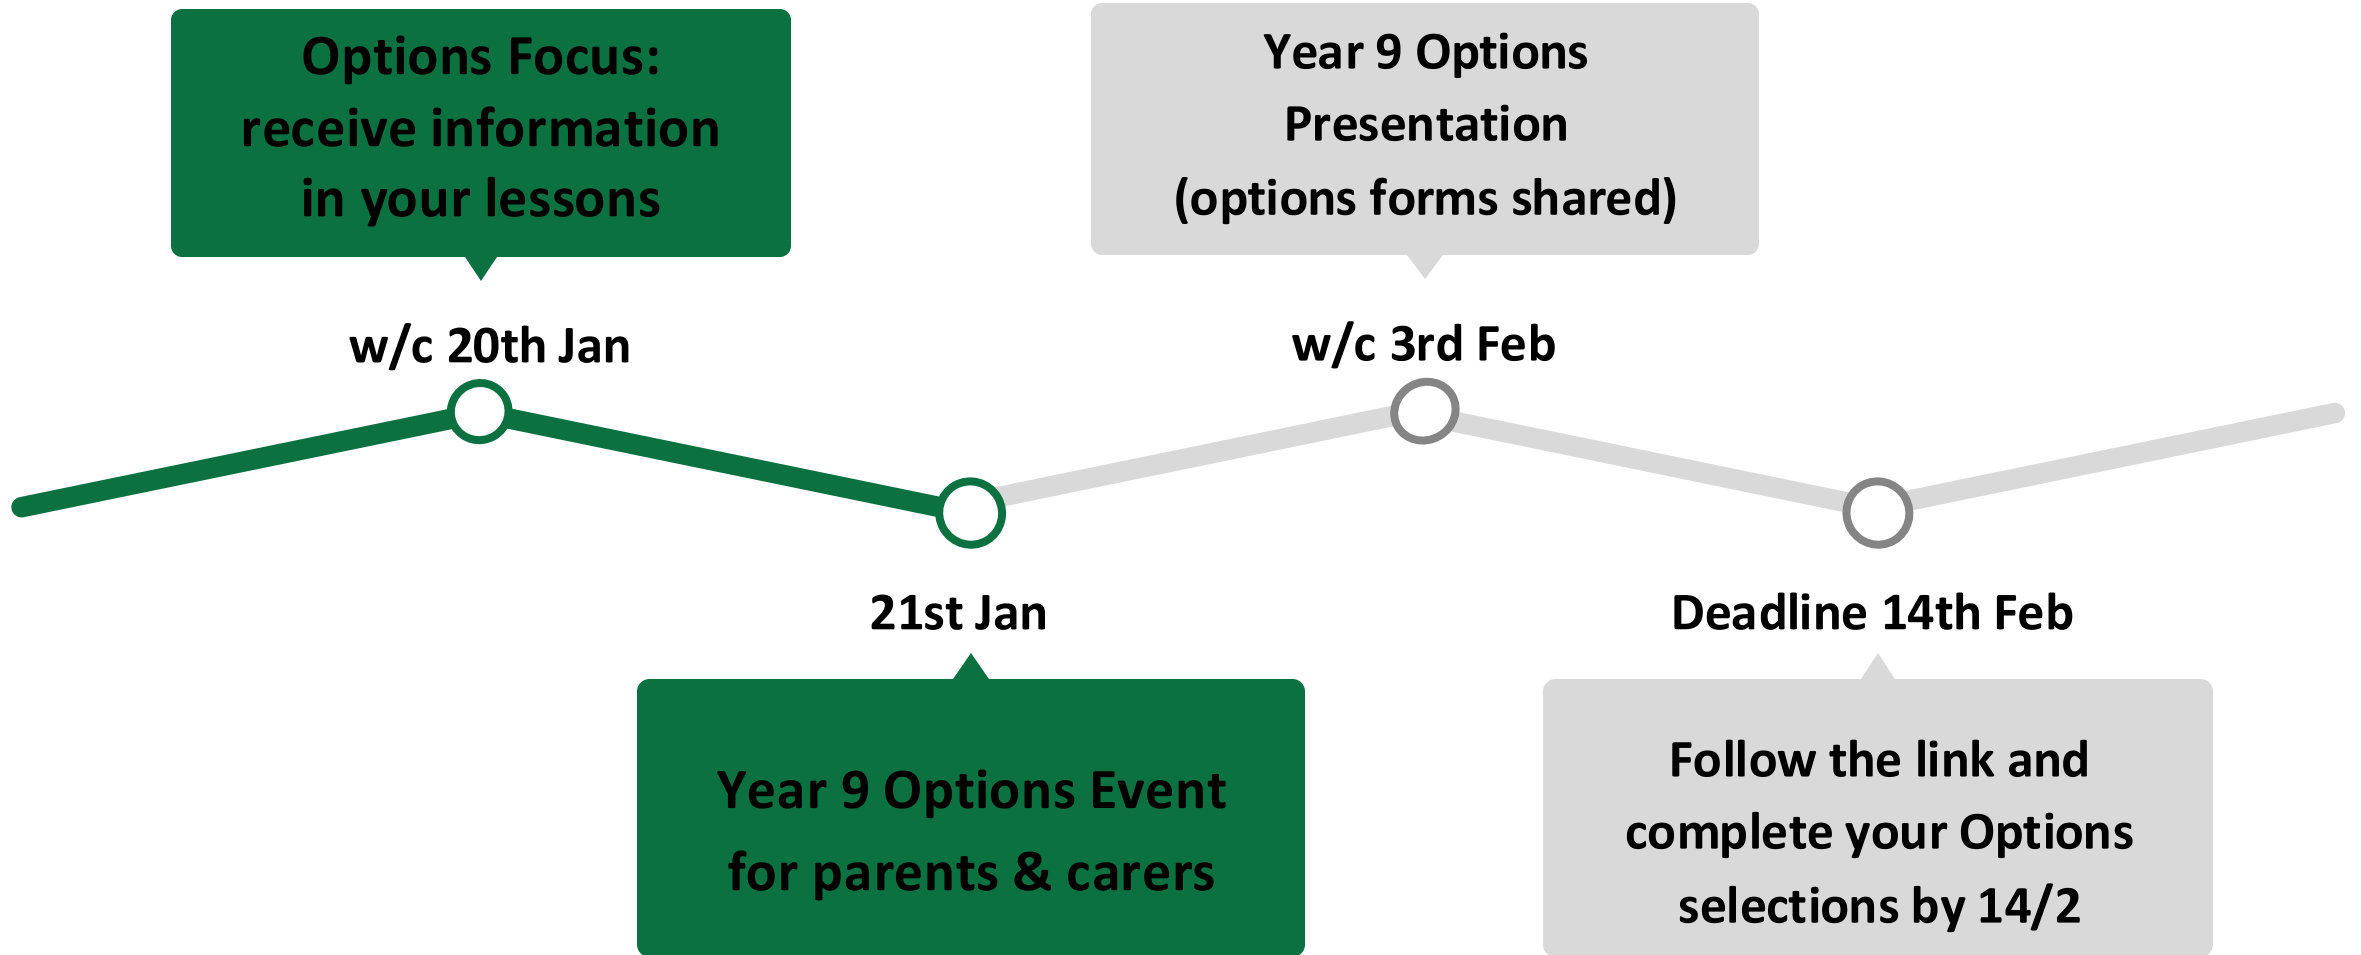 Options Focus:
receive information
in your lessons
w/c 20th Jan
21st Jan
Year 9 Options Event
for parents & carers
Year 9 Options
Presentation
(options forms shared)
w/c 3rd Feb
Deadline 14th Feb
Follow the link and
complete your Options
selections by 14/2